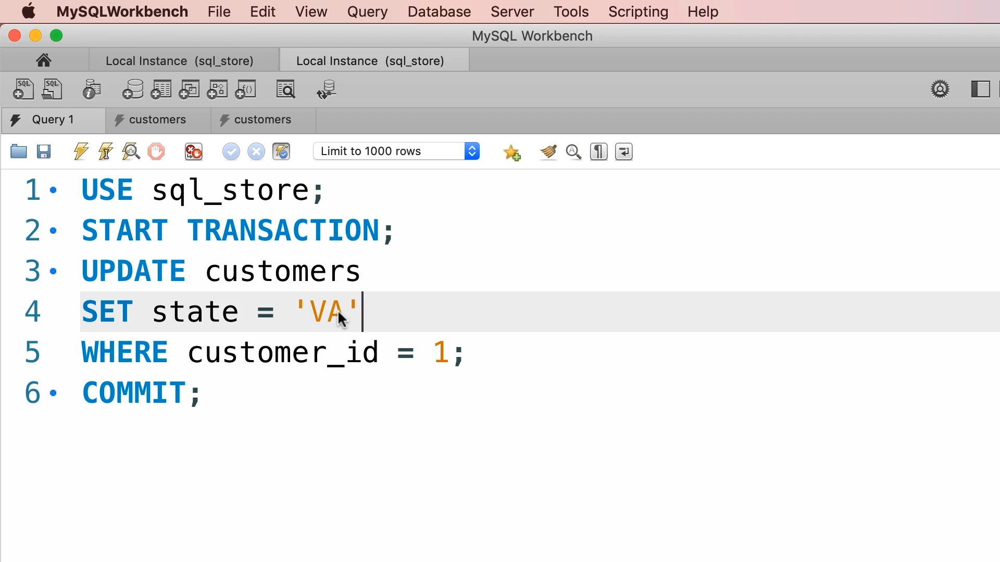 MySQLWorkbench File Edit View Query Database Server Tools Scripting Help
MySQL Workbench
Local Instance (sql_store) Local Instance (sql_store)
SQL SQL
Query 1 customers customers
Limit to 1000 rows
1 USE sql_store;
2 START TRANSACTION;
3 UPDATE customers
4 SET state = 'VA'
5 WHERE customer_id = 1;
6 COMMIT;